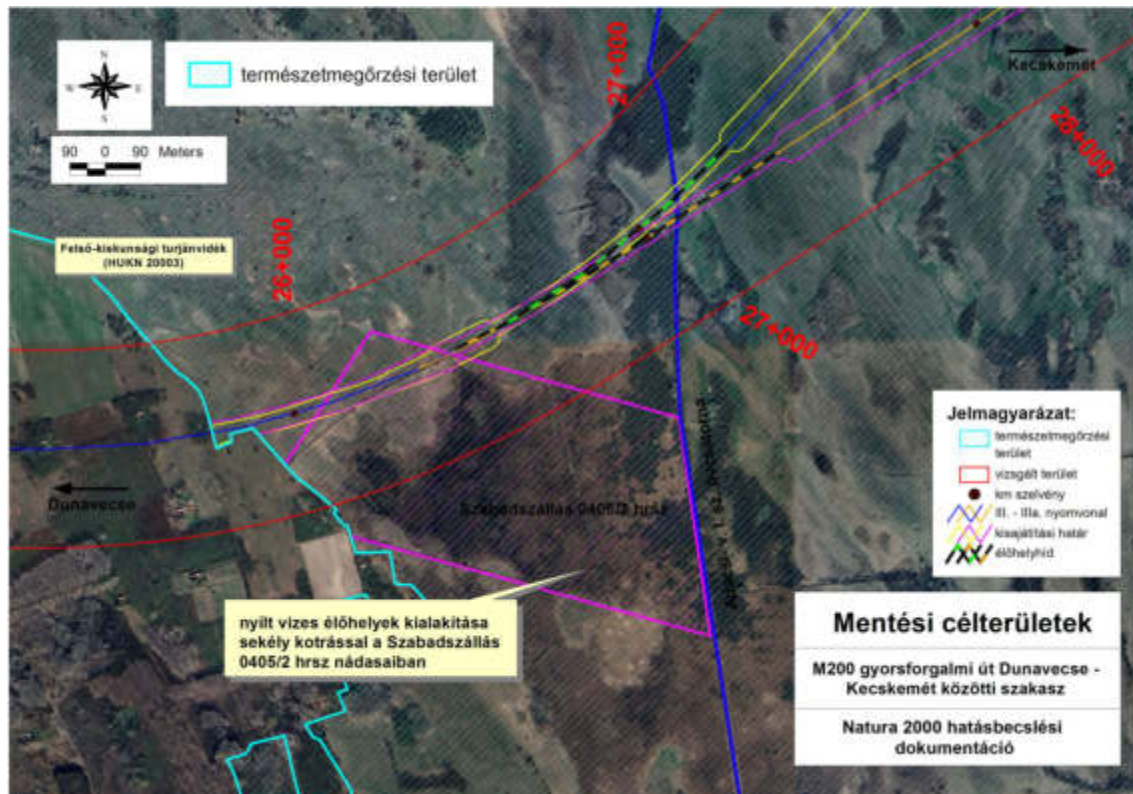 N
W
E
S
természetmegőrzési terület
90 0 90 Meters
Felső-kiskunsági turjánvidék
(HUKN 20003)
26+000
27+000
Kecskemét
28+000
27+000
Dunavecse
Szabadszállás 0405/2 hrsz
nyílt vizes élőhelyek kialakítása
sekély kotrással a Szabadszállás
0405/2 hrsz nádasaiban
Jelmagyarázat:
természetmegőrzési
terület
vizsgált terület
km szelvény
III. - IIIa. nyomvonal
kisajátítási határ
élőhelyhíd
Mentési célterületek
M200 gyorsforgalmi út Dunavecse -
Kecskemét közötti szakasz
Natura 2000 hatásbecslési
dokumentáció